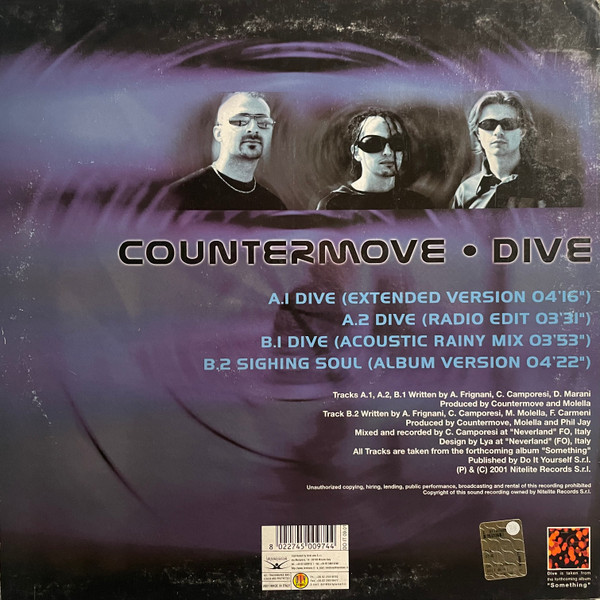 COUNTERMOVE • DIVE
A.1 DIVE (EXTENDED VERSION 04'16")
A.2 DIVE (RADIO EDIT 03'31")
B.1 DIVE (ACOUSTIC RAINY MIX 03'53")
B.2 SIGHING SOUL (ALBUM VERSION 04'22")
Tracks A.1, A.2, B.1 Written by A. Frignani, C. Camporesi, D. Marani
Produced by Countermove and Molella
Track B.2 Written by A. Frignani, C. Camporesi, M. Molella, F. Carmeni
Produced by Countermove, Molella and Phil Jay
Mixed and recorded by C. Camporesi at "Neverland" FO, Italy
Design by Lya at "Neverland" (FO), Italy
All Tracks are taken from the forthcoming album "Something"
Published by Do It Yourself S.r.l.
(P) & (C) 2001 Nitelite Records S.r.l.
Unauthorized copying, hiring, lending, public performance, broadcasting and rental of this recording prohibited
Copyright of this sound recording owned by Nitelite Records S.r.l.
8 022745 009744
Dive is taken from
the forthcoming album
"Something"